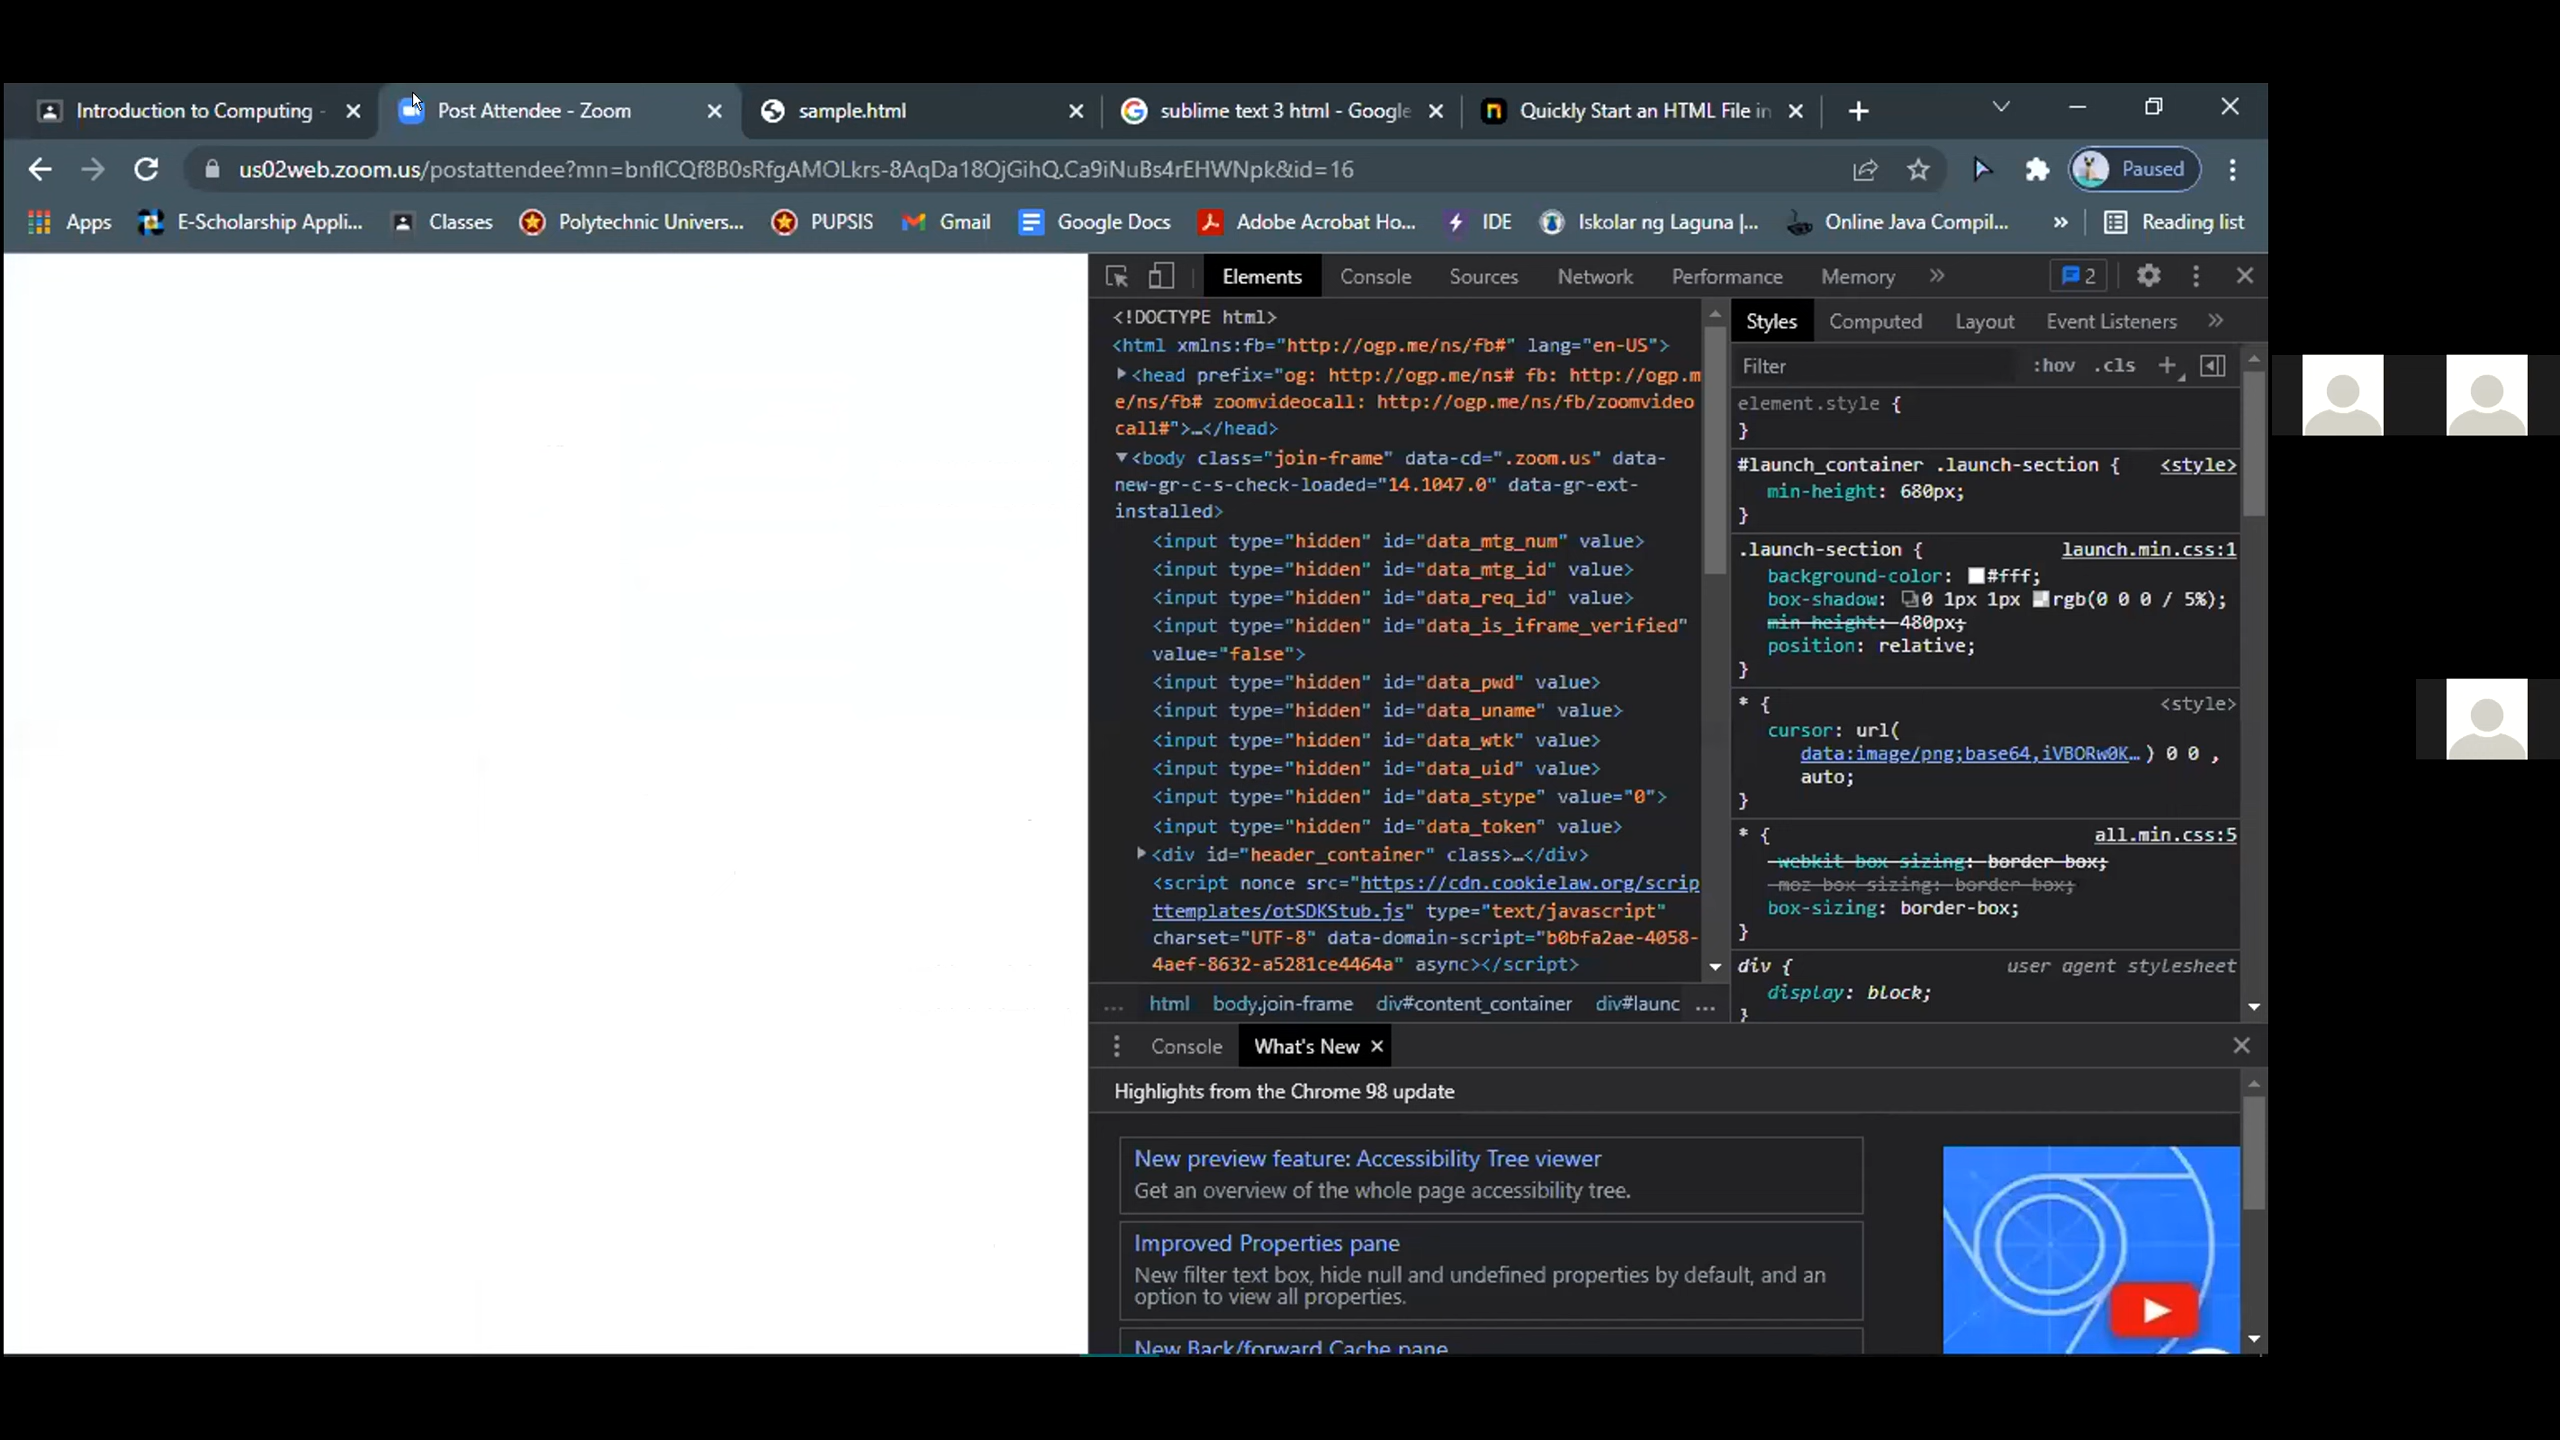 Introduction to Computing -
Post Attendee - Zoom
sample.html
sublime text 3 html - Google
Quickly Start an HTML File in
us02web.zoom.us/postattendee?mn=bnflCQf8B0sRfgAMOLkrs-8AqDa18OjGihQ.Ca9iNuBs4rEHWNpk&id=16
Paused
Apps
E-Scholarship Appli...
Classes
Polytechnic Univers...
PUPSIS
Gmail
Google Docs
Adobe Acrobat Ho...
IDE
Iskolar ng Laguna |...
Online Java Compil...
»
Reading list
Elements
Console
Sources
Network
Performance
Memory
»
2
<!DOCTYPE html>
<html xmlns:fb="http://ogp.me/ns/fb#" lang="en-US">
<head prefix="og: http://ogp.me/ns# fb: http://ogp.m
e/ns/fb# zoomvideocall: http://ogp.me/ns/fb/zoomvideo
call#">…</head>
<body class="join-frame" data-cd=".zoom.us" data-
new-gr-c-s-check-loaded="14.1047.0" data-gr-ext-
installed>
<input type="hidden" id="data_mtg_num" value>
<input type="hidden" id="data_mtg_id" value>
<input type="hidden" id="data_req_id" value>
<input type="hidden" id="data_is_iframe_verified"
value="false">
<input type="hidden" id="data_pwd" value>
<input type="hidden" id="data_uname" value>
<input type="hidden" id="data_wtk" value>
<input type="hidden" id="data_uid" value>
<input type="hidden" id="data_stype" value="0">
<input type="hidden" id="data_token" value>
<div id="header_container" class>…</div>
<script nonce src="https://cdn.cookielaw.org/scrip
ttemplates/otSDKStub.js" type="text/javascript"
charset="UTF-8" data-domain-script="b0bfa2ae-4058-
4aef-8632-a5281ce4464a" async></script>
... html body.join-frame div#content_container div#launc ...
Styles
Computed
Layout
Event Listeners
»
Filter
:hov .cls +
element.style {
}
#launch_container .launch-section { <style>
min-height: 680px;
}
.launch-section { launch.min.css:1
background-color: #fff;
box-shadow: 0 1px 1px rgb(0 0 0 / 5%);
min-height: 480px;
position: relative;
}
* { <style>
cursor: url(
data:image/png;base64,iVBORw0K…) 0 0 ,
auto;
}
* { all.min.css:5
-webkit-box-sizing: border-box;
-moz-box-sizing: border-box;
box-sizing: border-box;
}
div { user agent stylesheet
display: block;
}
Console
What's New
Highlights from the Chrome 98 update
New preview feature: Accessibility Tree viewer
Get an overview of the whole page accessibility tree.
Improved Properties pane
New filter text box, hide null and undefined properties by default, and an
option to view all properties.
New Back/forward Cache pane